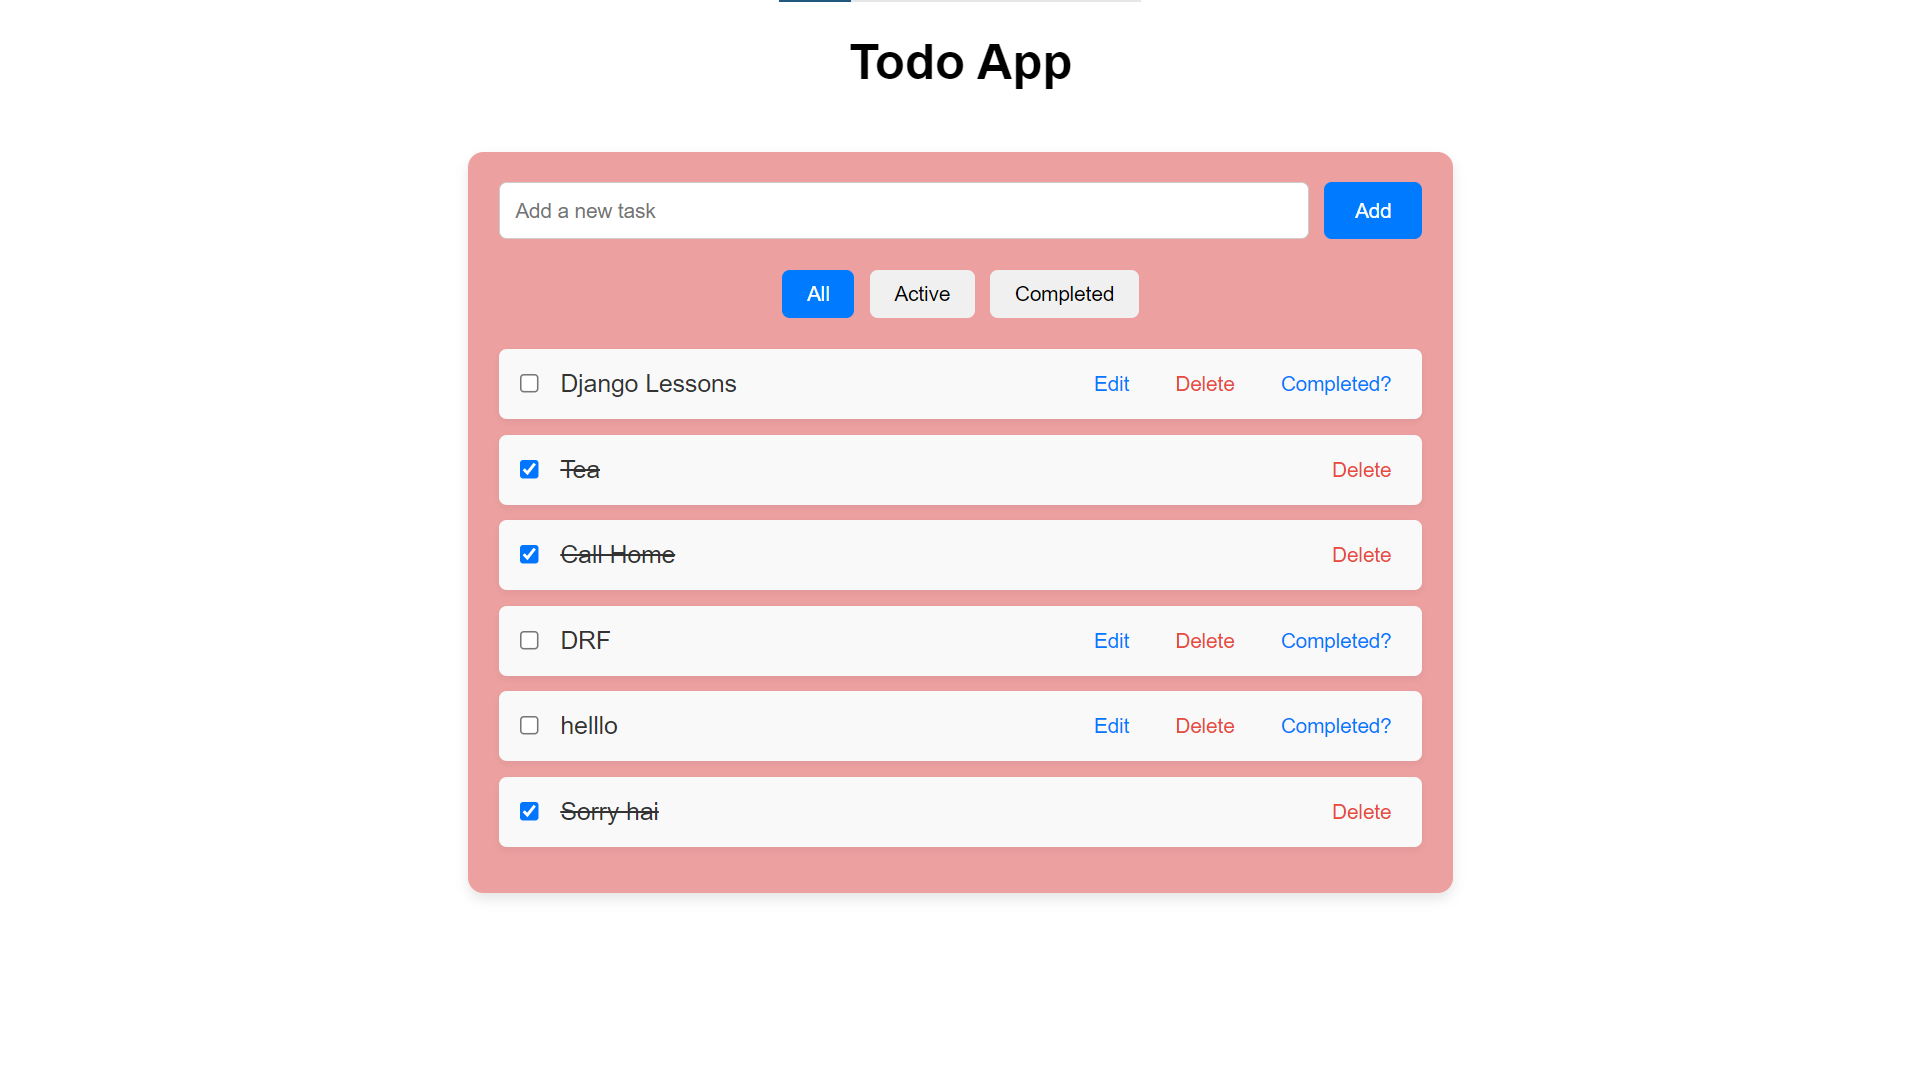 Todo App
Add a new task Add
All Active Completed
Django Lessons Edit Delete Completed?
Tea Delete
Call Home Delete
DRF Edit Delete Completed?
helllo Edit Delete Completed?
Sorry hai Delete